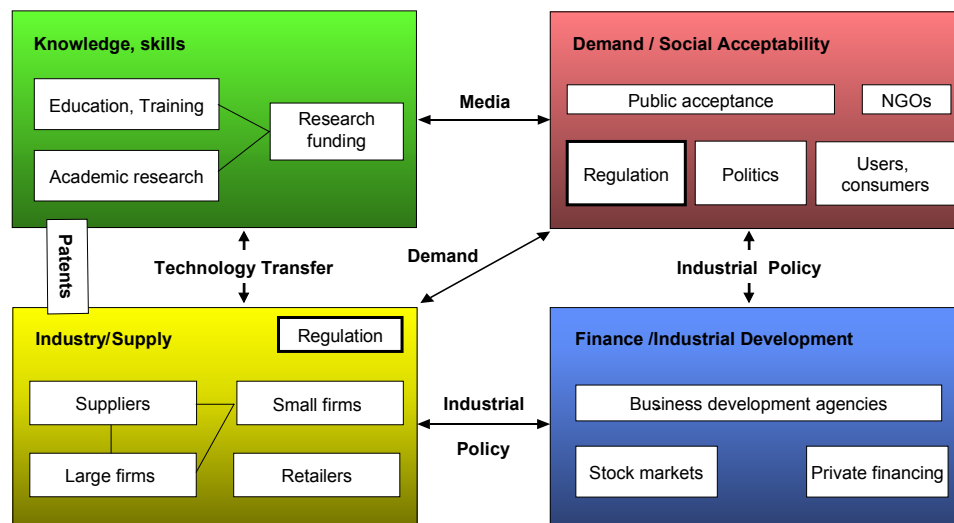 Knowledge, skills
Education, Training
Academic research
Research
funding
Media
Demand / Social Acceptability
Public acceptance
NGOs
Regulation
Politics
Users,
consumers
Patents
Technology Transfer
Demand
Industrial Policy
Industry/Supply
Regulation
Suppliers
Small firms
Large firms
Retailers
Industrial
Policy
Finance /Industrial Development
Business development agencies
Stock markets
Private financing